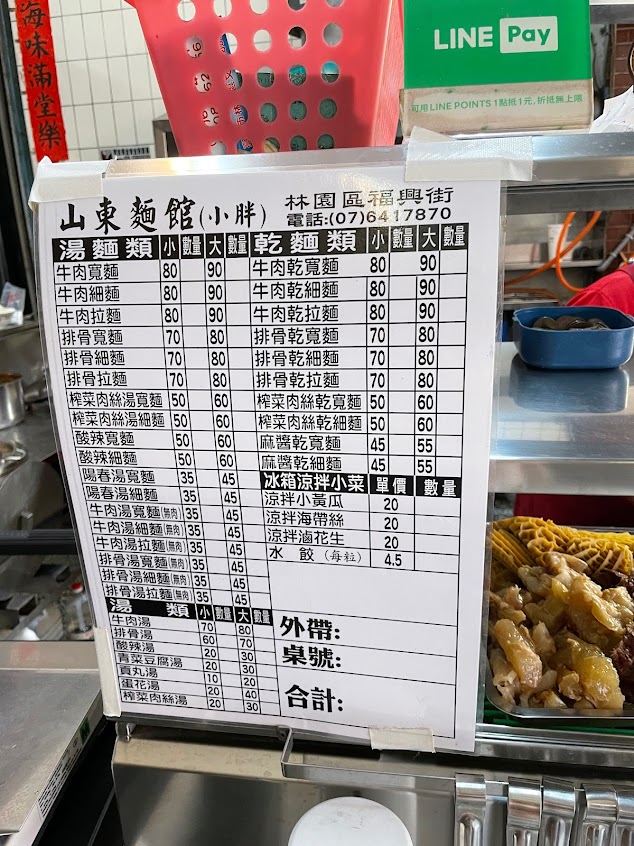 海味滿堂樂
LINE Pay
可用 LINE POINTS 1點抵1元, 折抵無上限
山東麵館(小胖) 林園區福興街
電話:(07)6417870
湯麵類 小 數量 大 數量 乾麵類 小 數量 大 數量
牛肉寬麵 80 90 牛肉乾寬麵 80 90
牛肉細麵 80 90 牛肉乾細麵 80 90
牛肉拉麵 80 90 牛肉乾拉麵 80 90
排骨寬麵 70 80 排骨乾寬麵 70 80
排骨細麵 70 80 排骨乾細麵 70 80
排骨拉麵 70 80 排骨乾拉麵 70 80
榨菜肉絲湯寬麵 50 60 榨菜肉絲乾寬麵 50 60
榨菜肉絲湯細麵 50 60 榨菜肉絲乾細麵 50 60
酸辣寬麵 50 60 麻醬乾寬麵 45 55
酸辣細麵 50 60 麻醬乾細麵 45 55
陽春湯寬麵 35 45 冰箱涼拌小菜 單價 數量
陽春湯細麵 35 45 涼拌小黃瓜 20
牛肉湯寬麵(無肉) 35 45 涼拌海帶絲 20
牛肉湯細麵(無肉) 35 45 涼拌滷花生 20
牛肉湯拉麵(無肉) 35 45 水餃(每粒) 4.5
排骨湯寬麵(無肉) 35 45
排骨湯細麵(無肉) 35 45
排骨湯拉麵(無肉) 35 45
湯類 小 數量 大 數量
牛肉湯 70 80
排骨湯 60 70
酸辣湯 20 30
青菜豆腐湯 20 30
貢丸湯 10 20
蛋花湯 20 40
榨菜肉絲湯 20 30
外帶:
桌號:
合計: